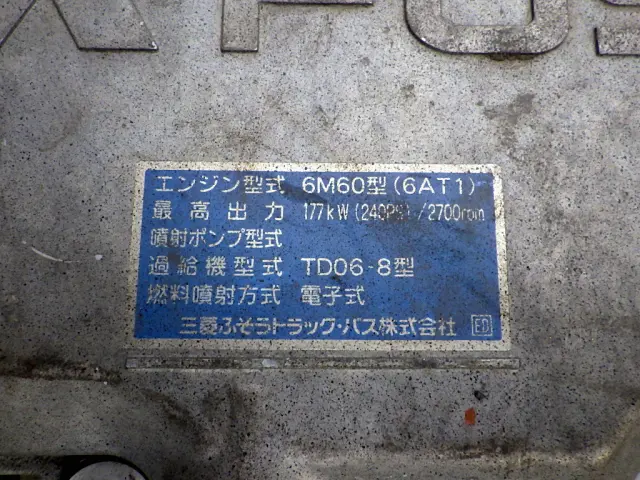 FUS
エンジン型式 6M60型(6AT1)
最高出力 177kW(240PS)/2700rpm
噴射ポンプ型式
過給機型式 TD06-8型
燃料噴射方式 電子式
三菱ふそうトラック・バス株式会社 ED